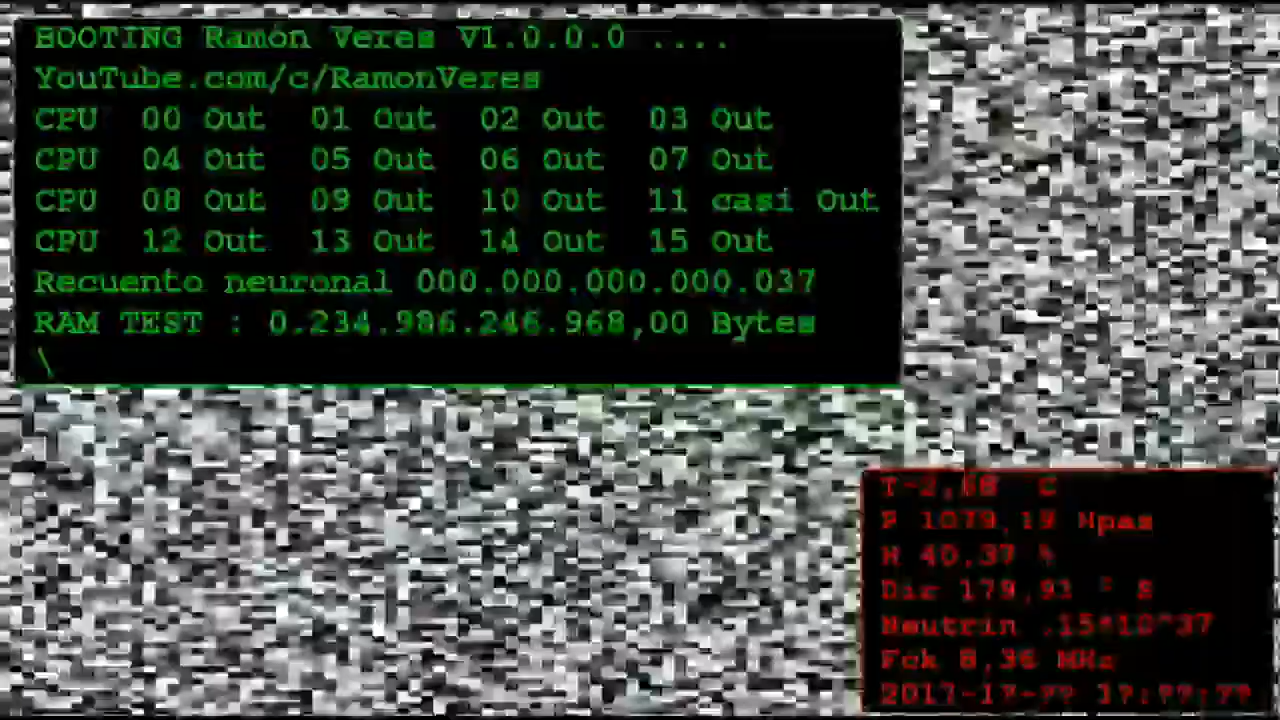 BOOTING Ramón Veres V1.0.0.0 ....
YouTube.com/c/RamonVeres
CPU 00 Out 01 Out 02 Out 03 Out
CPU 04 Out 05 Out 06 Out 07 Out
CPU 08 Out 09 Out 10 Out 11 casi Out
CPU 12 Out 13 Out 14 Out 15 Out
Recuento neuronal 000.000.000.000.037
RAM TEST : 0.234.986.246.968,00 Bytes
\
C
P 1079,19 Hpas
H 40,37 %
Dir 179,91 º S
Neutrin .15*10^37
Fck 8,36 MHz